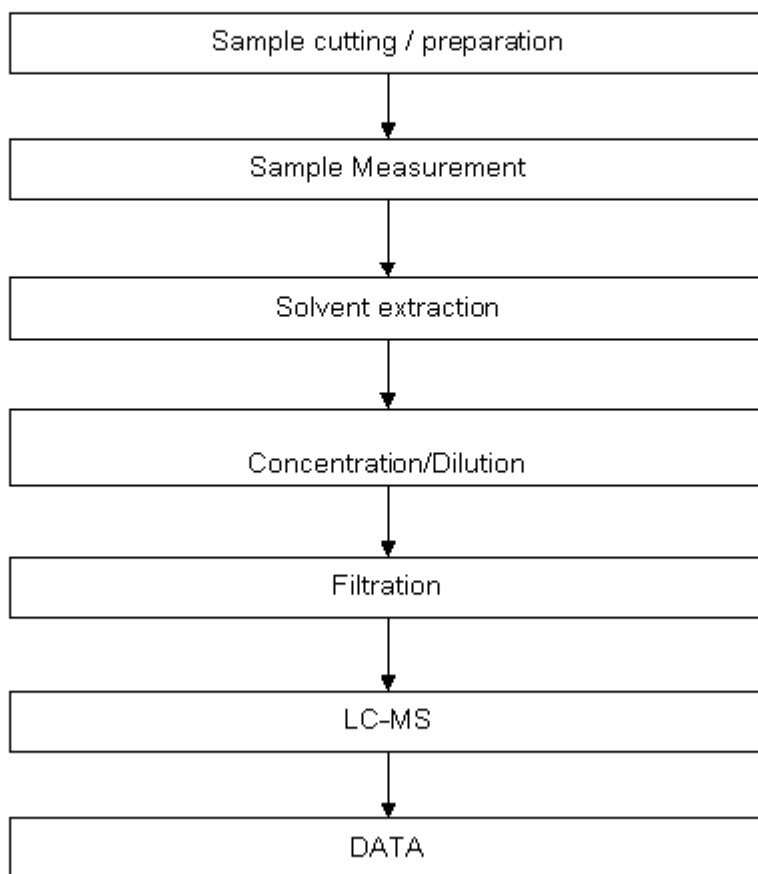 Sample cutting / preparation
Sample Measurement
Solvent extraction
Concentration/Dilution
Filtration
LC-MS
DATA